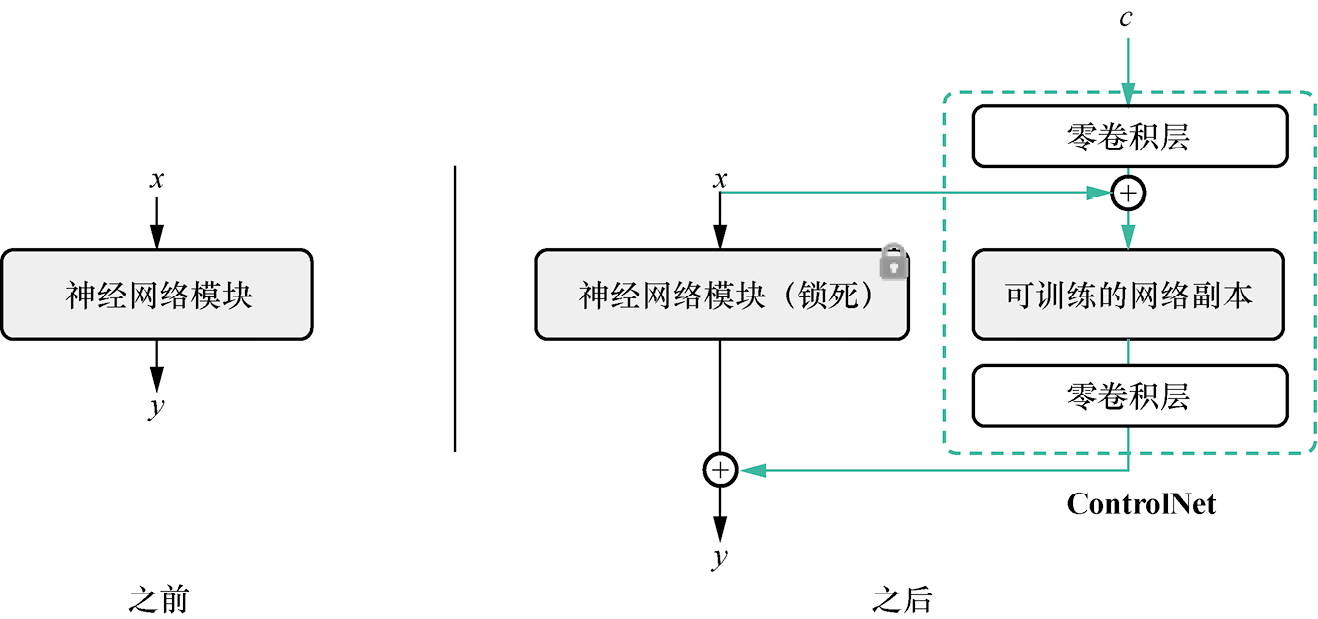 x
神经网络模块
y
之前
c
零卷积层
x
+
神经网络模块（锁死）
可训练的网络副本
零卷积层
+
ControlNet
y
之后